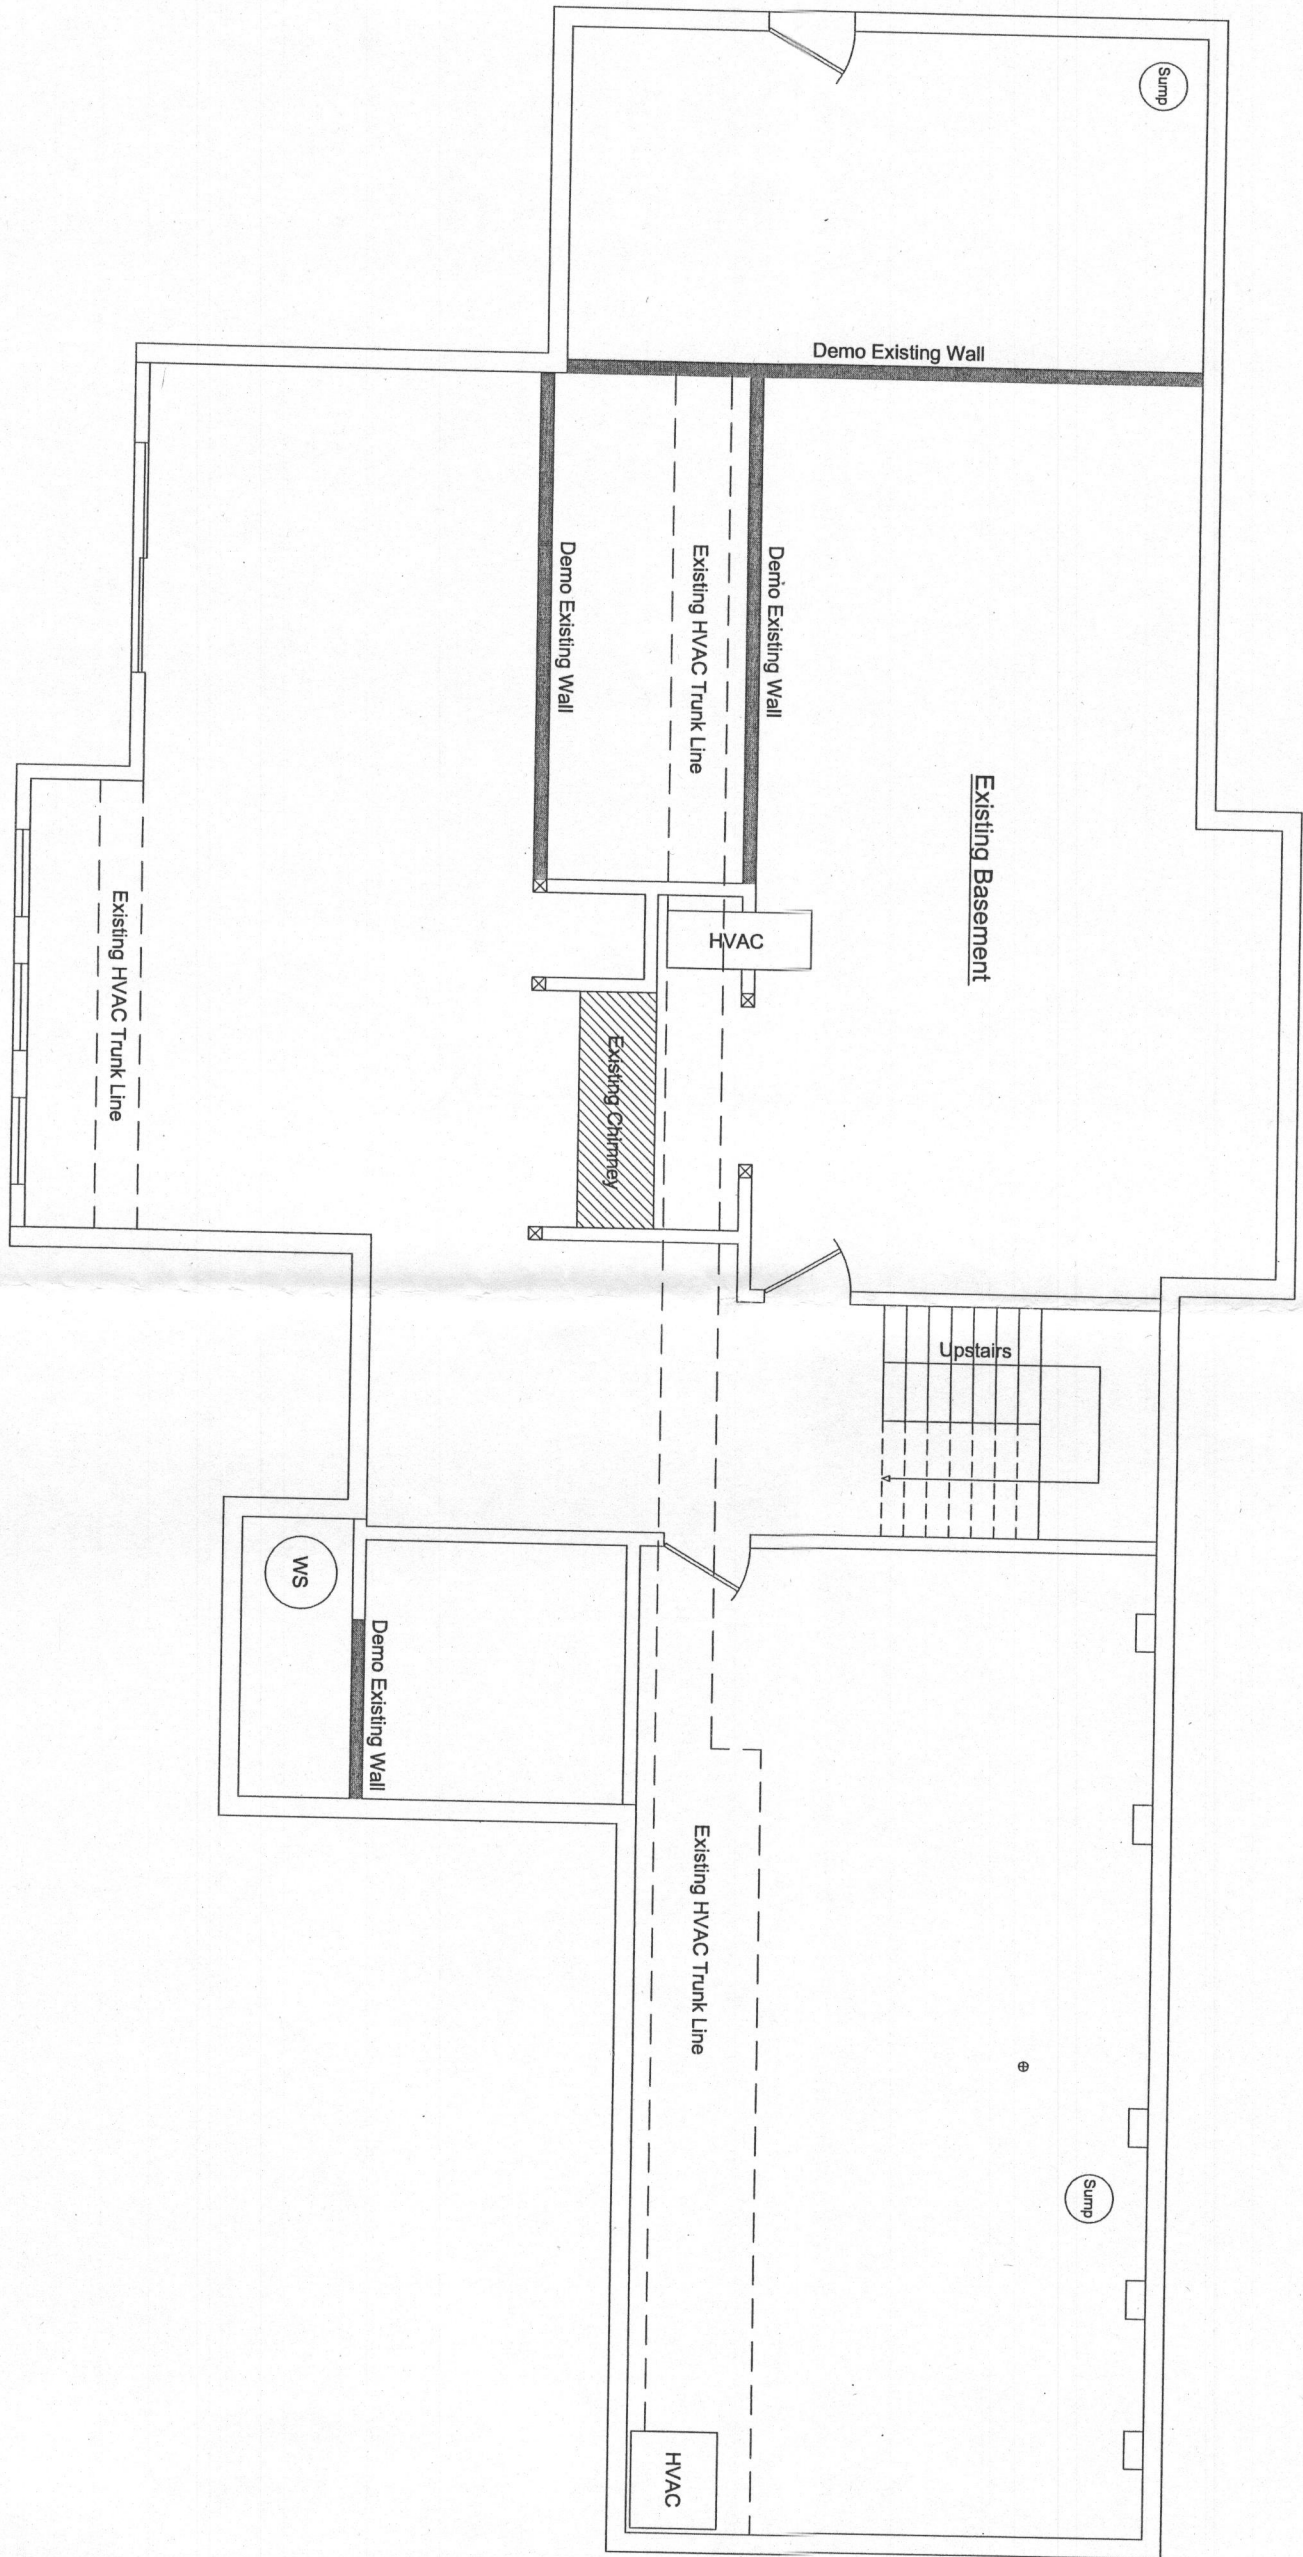 Sump
Demo Existing Wall
Demo Existing Wall
Existing HVAC Trunk Line
Demo Existing Wall
Existing Basement
HVAC
Existing HVAC Trunk Line
Existing Chimney
Upstairs
WS
Demo Existing Wall
Existing HVAC Trunk Line
Sump
HVAC